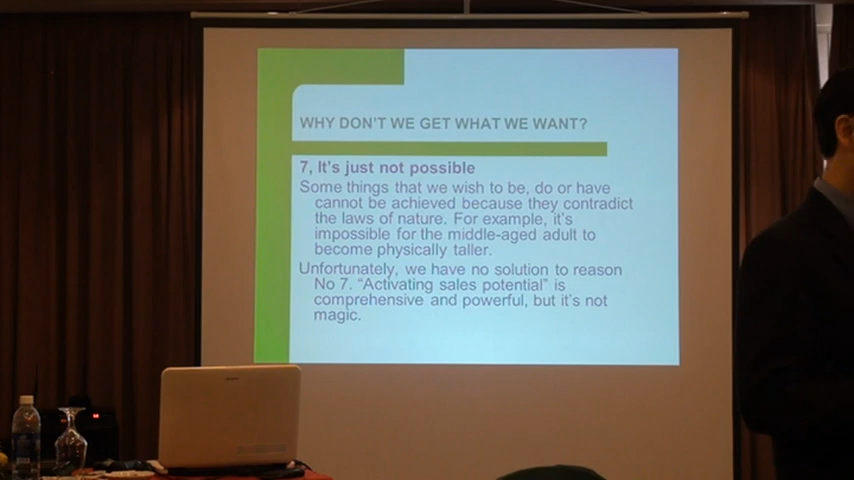 WHY DON'T WE GET WHAT WE WANT?
7, It's just not possible
Some things that we wish to be, do or have
cannot be achieved because they contradict
the laws of nature. For example, it's
impossible for the middle-aged adult to
become physically taller.
Unfortunately, we have no solution to reason
No 7. “Activating sales potential” is
comprehensive and powerful, but it's not
magic.